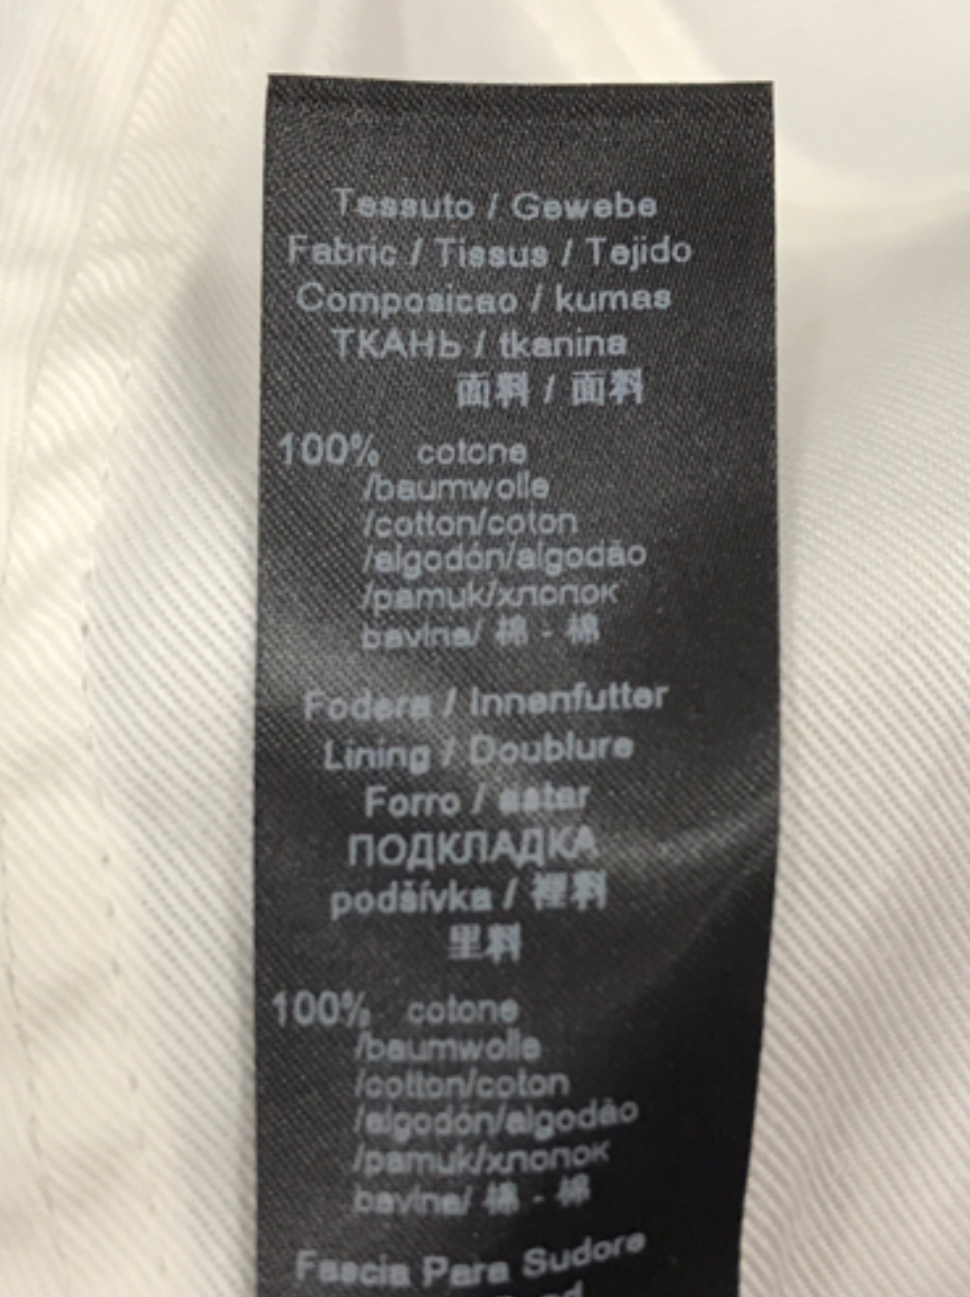 Tessuto / Gewebe
Fabric / Tissus / Tejido
Composicao / kumas
ТКАНЬ / tkanina
面料 / 面料
100% cotone
/baumwolle
/cotton/coton
/algodón/algodão
/pamuk/хлопок
bavlna/ 棉 - 棉
Fodera / Innenfutter
Lining / Doublure
Forro / astar
ПОДКЛАДКА
podšívka / 裡料
里料
100% cotone
/baumwolle
/cotton/coton
/algodón/algodão
/pamuk/хлопок
bavlna/ 棉 - 棉
Fascia Para Sudore